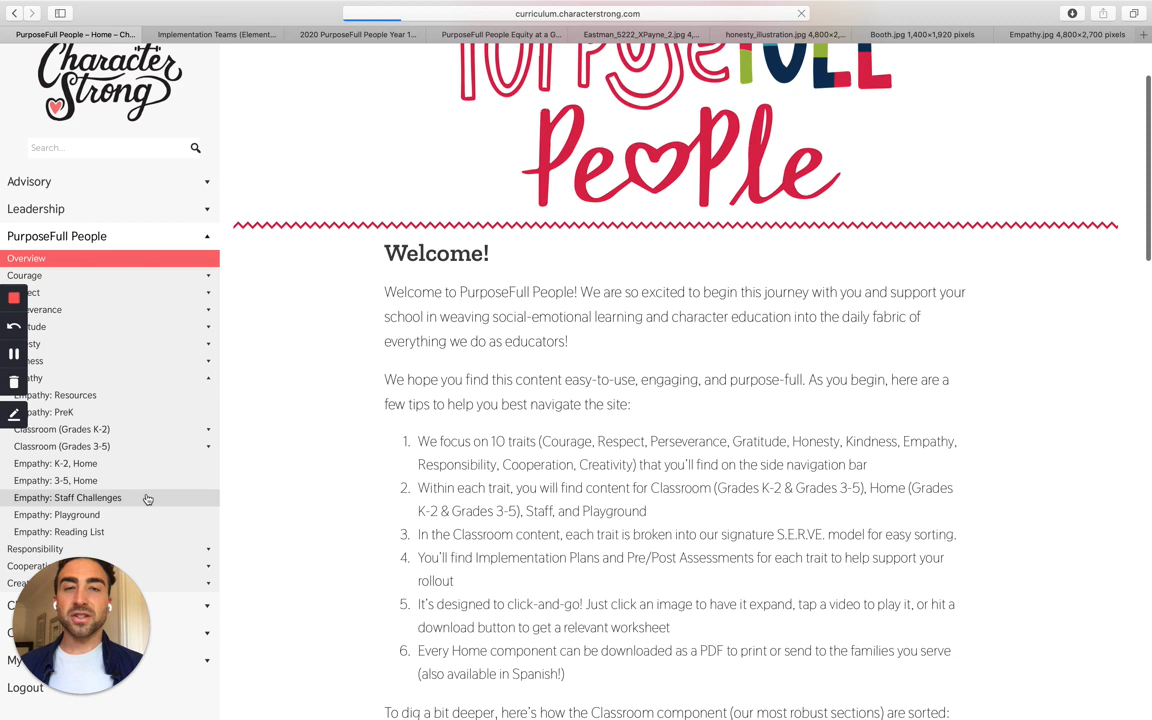 curriculum.characterstrong.com
PurposeFull People – Home – Ch...
Implementation Teams (Element...
2020 PurposeFull People Year 1...
PurposeFull People Equity at a G...
Eastman_5222_XPayne_2.jpg 4,...
honesty_illustration.jpg 4,800×2,...
Booth.jpg 1,400×1,920 pixels
Empathy.jpg 4,800×2,700 pixels
Character
Strong
Search...
Advisory
Leadership
PurposeFull People
Overview
Courage
ect
verance
tude
sty
ness
athy
Empathy: Resources
Empathy: PreK
Classroom (Grades K-2)
Classroom (Grades 3-5)
Empathy: K-2, Home
Empathy: 3-5, Home
Empathy: Staff Challenges
Empathy: Playground
Empathy: Reading List
Responsibility
Cooperati
Crea
C
C
My
Logout
PurposeFULL
PeoPle
Welcome!
Welcome to PurposeFull People! We are so excited to begin this journey with you and support your
school in weaving social-emotional learning and character education into the daily fabric of
everything we do as educators!
We hope you find this content easy-to-use, engaging, and purpose-full. As you begin, here are a
few tips to help you best navigate the site:
1. We focus on 10 traits (Courage, Respect, Perseverance, Gratitude, Honesty, Kindness, Empathy,
Responsibility, Cooperation, Creativity) that you'll find on the side navigation bar
2. Within each trait, you will find content for Classroom (Grades K-2 & Grades 3-5), Home (Grades
K-2 & Grades 3-5), Staff, and Playground
3. In the Classroom content, each trait is broken into our signature S.E.R.V.E. model for easy sorting.
4. You'll find Implementation Plans and Pre/Post Assessments for each trait to help support your
rollout
5. It's designed to click-and-go! Just click an image to have it expand, tap a video to play it, or hit a
download button to get a relevant worksheet
6. Every Home component can be downloaded as a PDF to print or send to the families you serve
(also available in Spanish!)
To dig a bit deeper, here's how the Classroom component (our most robust sections) are sorted: